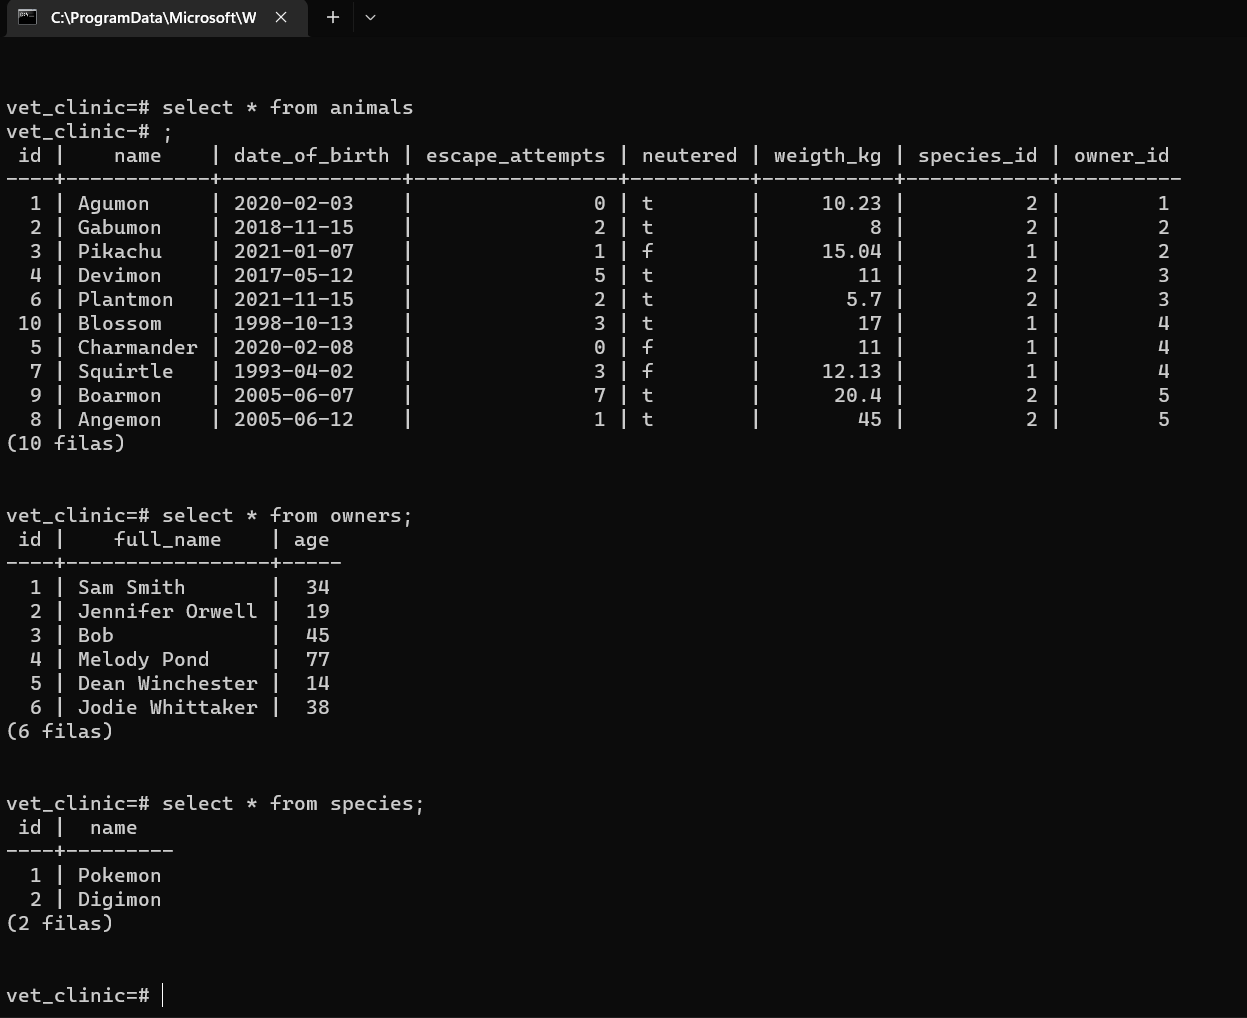 C:\ProgramData\Microsoft\W
vet_clinic=# select * from animals
vet_clinic-# ;
 id |    name    | date_of_birth | escape_attempts | neutered | weigth_kg | species_id | owner_id
----+------------+---------------+-----------------+----------+-----------+------------+----------
  1 | Agumon     | 2020-02-03    |               0 | t        |     10.23 |          2 |        1
  2 | Gabumon    | 2018-11-15    |               2 | t        |         8 |          2 |        2
  3 | Pikachu    | 2021-01-07    |               1 | f        |     15.04 |          1 |        2
  4 | Devimon    | 2017-05-12    |               5 | t        |        11 |          2 |        3
  6 | Plantmon   | 2021-11-15    |               2 | t        |       5.7 |          2 |        3
 10 | Blossom    | 1998-10-13    |               3 | t        |        17 |          1 |        4
  5 | Charmander | 2020-02-08    |               0 | f        |        11 |          1 |        4
  7 | Squirtle   | 1993-04-02    |               3 | f        |     12.13 |          1 |        4
  9 | Boarmon    | 2005-06-07    |               7 | t        |      20.4 |          2 |        5
  8 | Angemon    | 2005-06-12    |               1 | t        |        45 |          2 |        5
(10 filas)
vet_clinic=# select * from owners;
 id |    full_name    | age
----+-----------------+-----
  1 | Sam Smith       |  34
  2 | Jennifer Orwell |  19
  3 | Bob             |  45
  4 | Melody Pond     |  77
  5 | Dean Winchester |  14
  6 | Jodie Whittaker |  38
(6 filas)
vet_clinic=# select * from species;
 id |  name
----+---------
  1 | Pokemon
  2 | Digimon
(2 filas)
vet_clinic=#